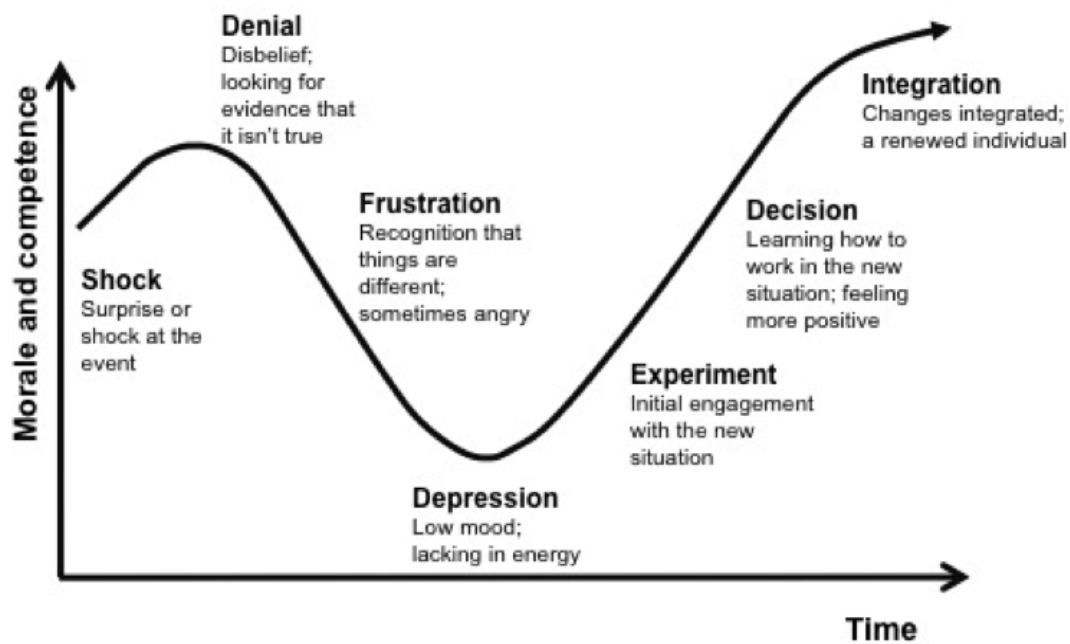 Denial
Disbelief;
looking for
evidence that
it isn't true
Morale and competence
Shock
Surprise or
shock at the
event
Frustration
Recognition that
things are
different;
sometimes angry
Depression
Low mood;
lacking in energy
Experiment
Initial engagement
with the new
situation
Decision
Learning how to
work in the new
situation; feeling
more positive
Integration
Changes integrated;
a renewed individual
Time